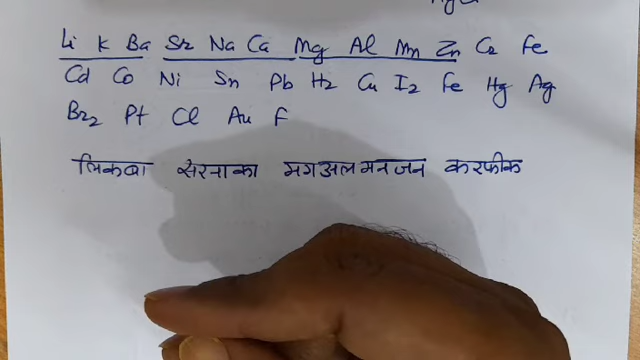 Li K Ba Sr Na Ca Mg Al Mn Zn Cr Fe
Cd Co Ni Sn Pb H2 Cu I2 Fe Hg Ag
Br2 Pt Cl Au F
लिकबा सरनाका मगअलमनजन करफीक